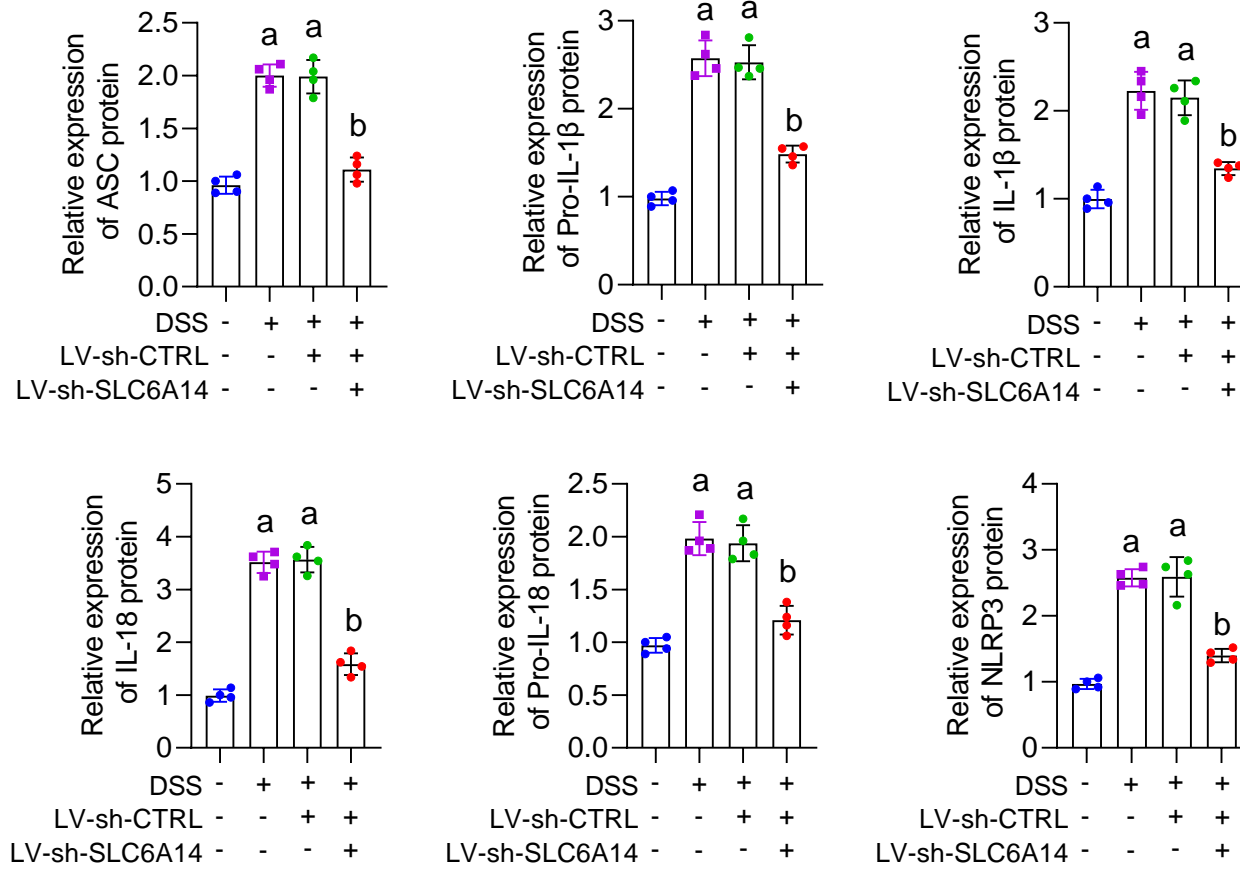 Relative expression
of ASC protein
2.5
2.0
1.5
1.0
0.5
0.0
a
a
b
DSS - + + +
LV-sh-CTRL - - + +
LV-sh-SLC6A14 - - - +
Relative expression
of Pro-IL-1β protein
3
2
1
0
a
a
b
DSS - + + +
LV-sh-CTRL - - + +
LV-sh-SLC6A14 - - - +
Relative expression
of IL-1β protein
3
2
1
0
a
a
b
DSS - + + +
LV-sh-CTRL - - + +
LV-sh-SLC6A14 - - - +
Relative expression
of IL-18 protein
5
4
3
2
1
0
a
a
b
DSS - + + +
LV-sh-CTRL - - + +
LV-sh-SLC6A14 - - - +
Relative expression
of Pro-IL-18 protein
2.5
2.0
1.5
1.0
0.5
0.0
a
a
b
DSS - + + +
LV-sh-CTRL - - + +
LV-sh-SLC6A14 - - - +
Relative expression
of NLRP3 protein
4
3
2
1
0
a
a
b
DSS - + + +
LV-sh-CTRL - - + +
LV-sh-SLC6A14 - - - +